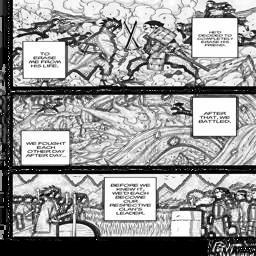 HE'D
DECIDED TO
COMPLETELY
ERASE HIS
FRIEND.
TO
ERASE
ME FROM
HIS LIFE.
AFTER
THAT, WE
BATTLED.
WE FOUGHT
EACH
OTHER DAY
AFTER DAY...
BEFORE WE
KNEW IT,
WE'D EACH
BECOME
OUR
RESPECTIVE
CLAN'S
LEADER.